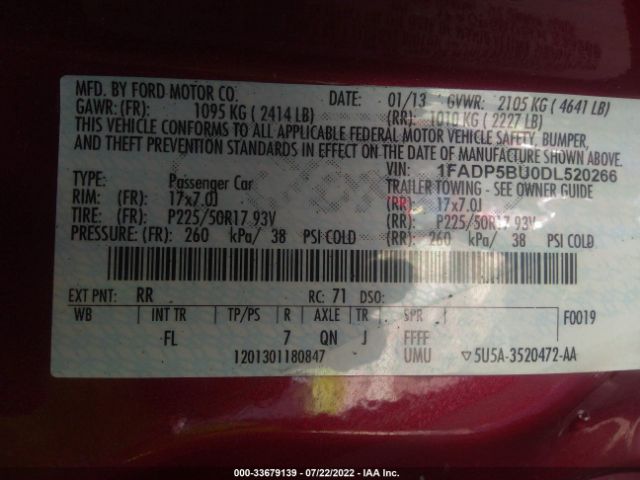 MFD. BY FORD MOTOR CO. DATE: 01/13 GVWR: 2105 KG ( 4641 LB)
GAWR: (FR): 1095 KG ( 2414 LB) (RR): 1010 KG ( 2227 LB)
THIS VEHICLE CONFORMS TO ALL APPLICABLE FEDERAL MOTOR VEHICLE SAFETY, BUMPER,
AND THEFT PREVENTION STANDARDS IN EFFECT ON THE DATE OF MANUFACTURE SHOWN ABOVE.
VIN: 1FADP5BU0DL520266
TYPE: Passenger Car TRAILER TOWING - SEE OWNER GUIDE
RIM: (FR): 17x7.0J (RR): 17x7.0J
TIRE: (FR): P225/50R17 93V (RR): P225/50R17 93V
PRESSURE: (FR): 260 kPa/ 38 PSI COLD (RR): 260 kPa/ 38 PSI COLD
EXT PNT: RR RC: 71 DSO:
WB INT TR TP/PS R AXLE TR SPR F0019
FL 7 QN J FFFF
1201301180847 UMU ▽5U5A-3520472-AA
000-33679139 - 07/22/2022 - IAA Inc.